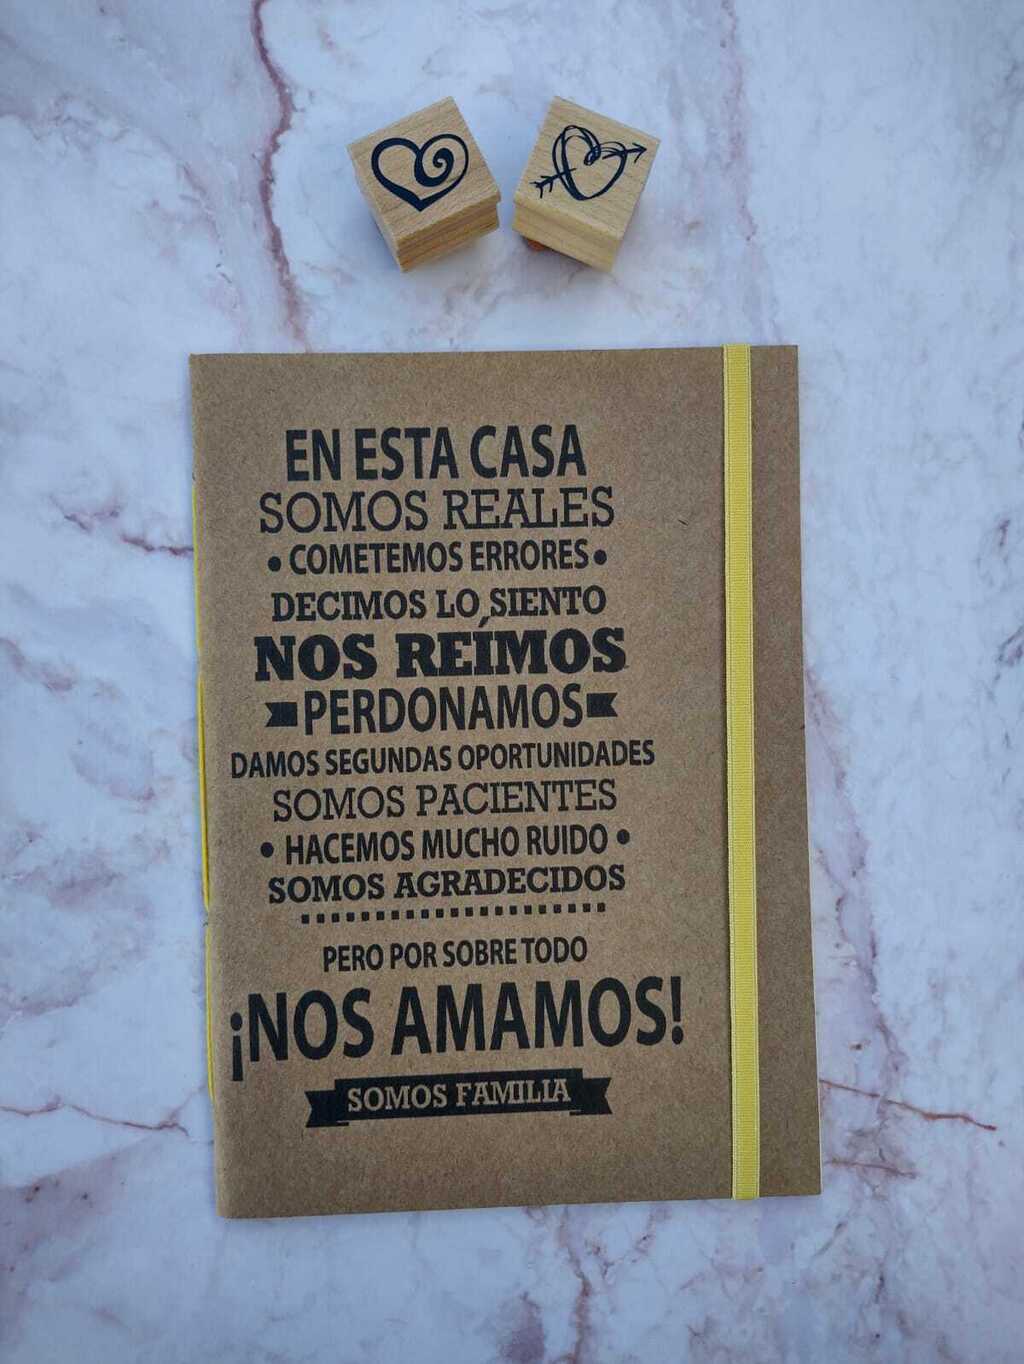 EN ESTA CASA
SOMOS REALES
• COMETEMOS ERRORES •
DECIMOS LO SIENTO
NOS REÍMOS
PERDONAMOS
DAMOS SEGUNDAS OPORTUNIDADES
SOMOS PACIENTES
• HACEMOS MUCHO RUIDO •
SOMOS AGRADECIDOS
PERO POR SOBRE TODO
¡NOS AMAMOS!
SOMOS FAMILIA